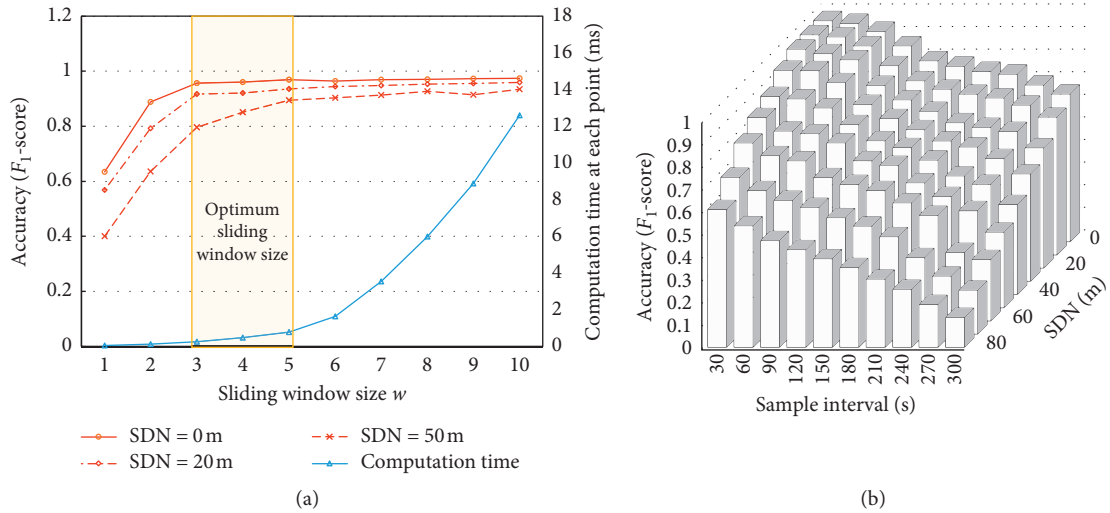 1.2
1
0.8
0.6
0.4
0.2
0
Accuracy (F1-score)
18
16
14
12
10
8
6
4
2
0
Computation time at each point (ms)
Optimum
sliding
window size
1 2 3 4 5 6 7 8 9 10
Sliding window size w
SDN = 0 m
SDN = 20 m
SDN = 50 m
Computation time
(a)
1
0.9
0.8
0.7
0.6
0.5
0.4
0.3
0.2
0.1
0
Accuracy (F1-score)
30 60 90 120 150 180 210 240 270 300
Sample interval (s)
0
20
40
60
80
SDN (m)
(b)